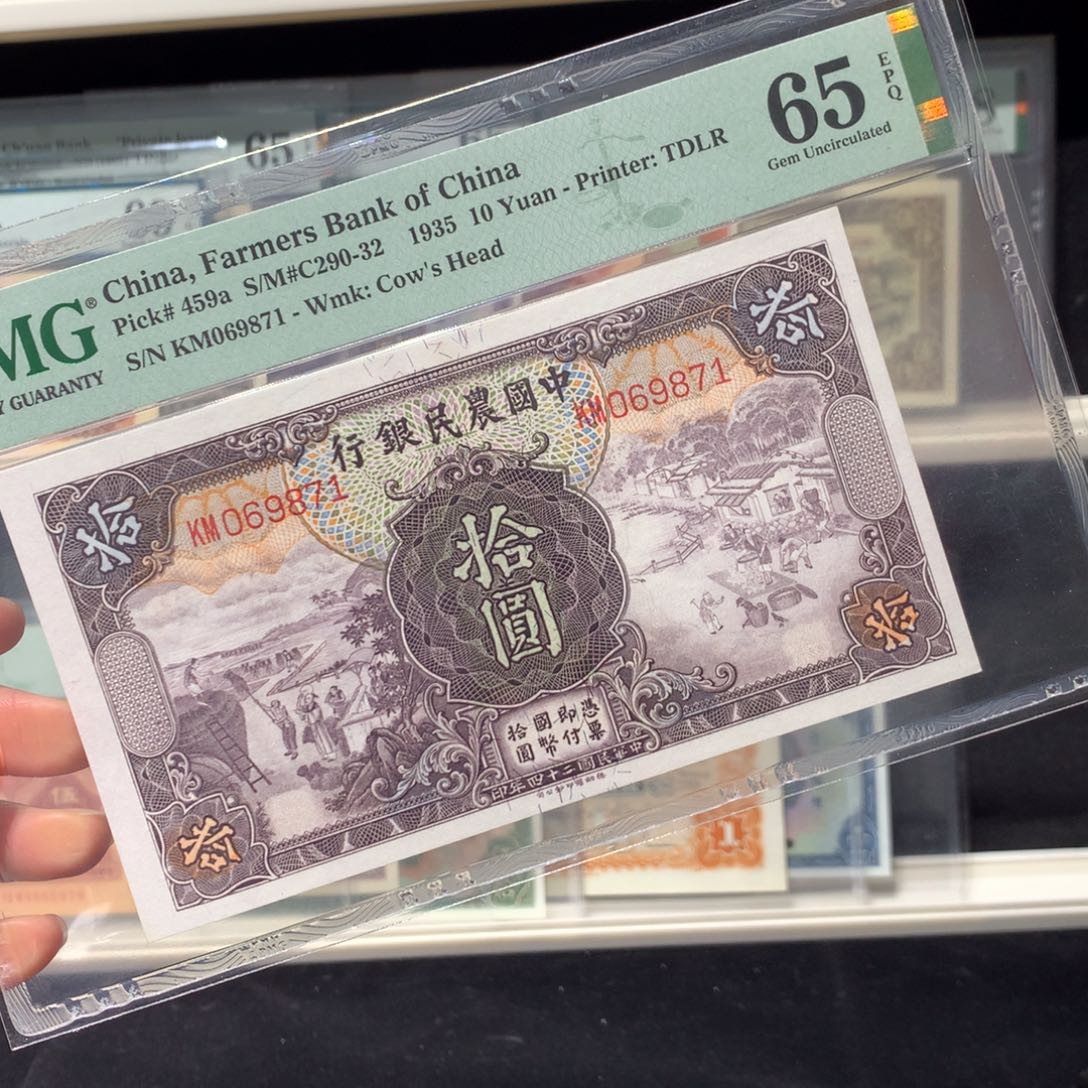 65
EPQ
Gem Uncirculated
China, Farmers Bank of China
Pick# 459a S/M#C290-32 1935 10 Yuan - Printer: TDLR
S/N KM069871 - Wmk: Cow's Head
MG®
Y GUARANTY
拾
拾
行銀民農國中
KM069871
KM069871
拾圓
拾
拾
憑票
即付
國幣
拾圓
印年四十二國民華中
65
1